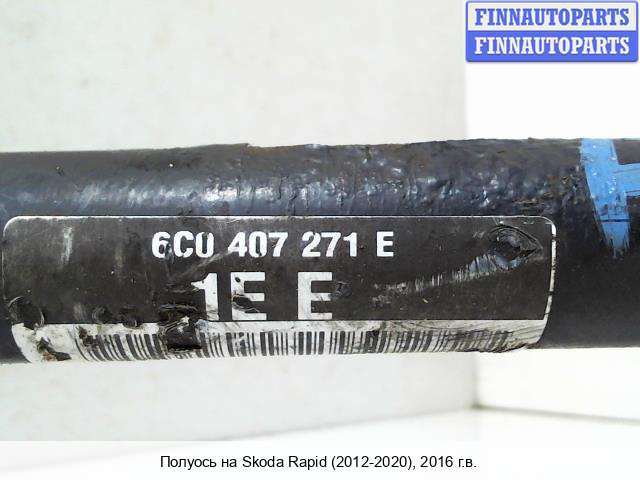 FINNAUTOPARTS
FINNAUTOPARTS
6C0 407 271 E
1E E
Полуось на Skoda Rapid (2012-2020), 2016 г.в.